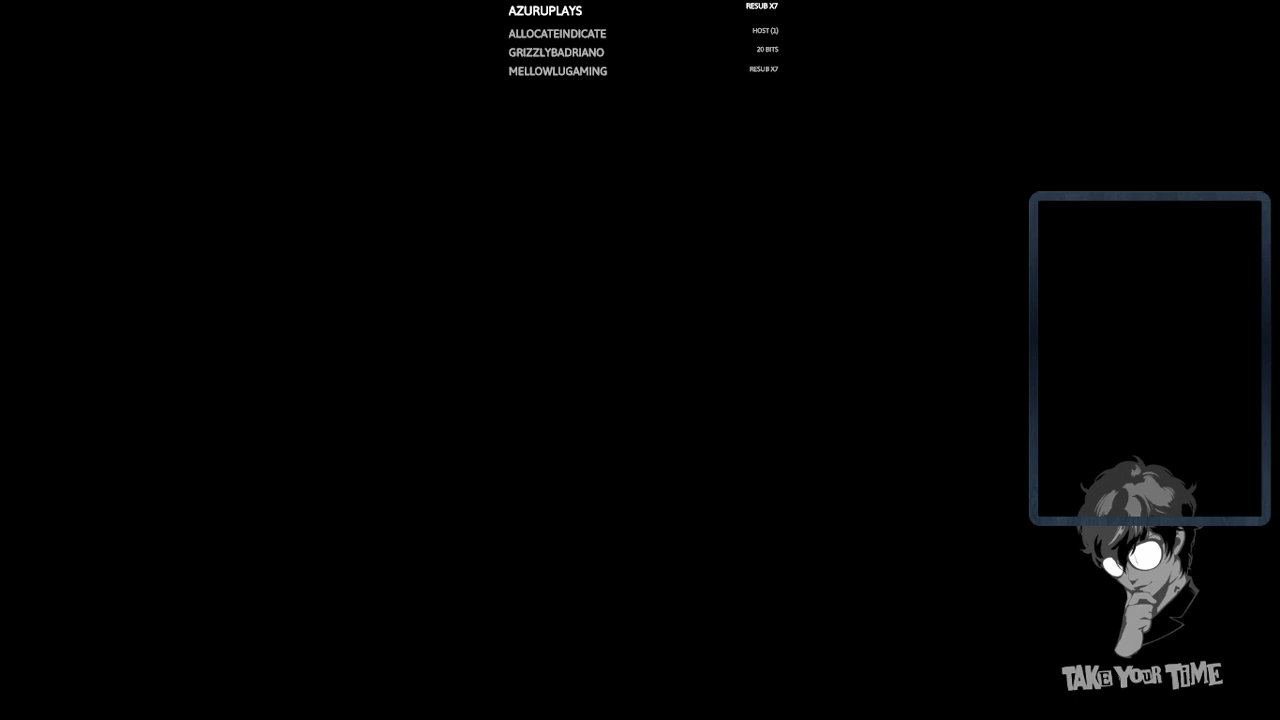 AZURUPLAYS RESUB X7
ALLOCATEINDICATE HOST (1)
GRIZZLYBADRIANO 20 BITS
MELLOWLUGAMING RESUB X7
TAKE YOUR TIME